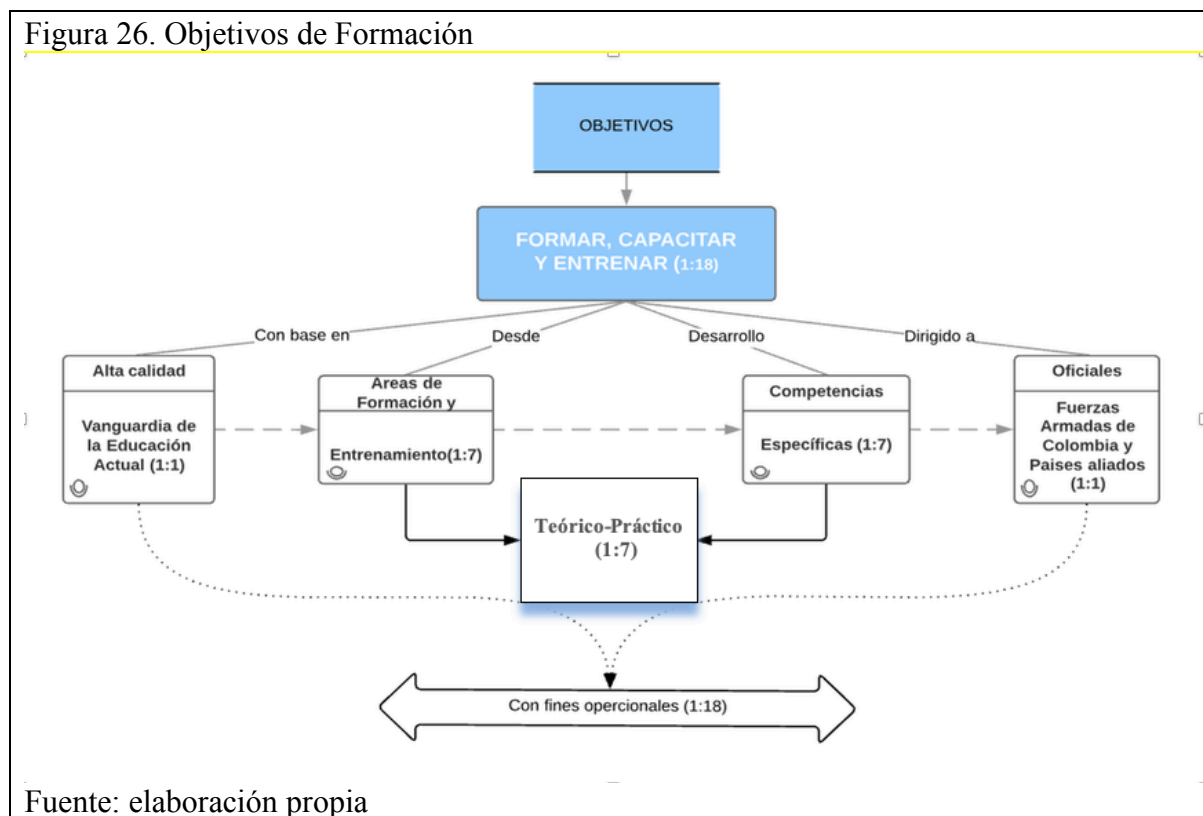 Figura 26. Objetivos de Formación
OBJETIVOS
FORMAR, CAPACITAR
Y ENTRENAR (1:18)
Con base en
Desde
Desarrollo
Dirigido a
Alta calidad
Vanguardia de
la Educación
Actual (1:1)
Areas de
Formación y
Entrenamiento(1:7)
Competencias
Específicas (1:7)
Oficiales
Fuerzas
Armadas de
Colombia y
Paises aliados
(1:1)
Teórico-Práctico
(1:7)
Con fines opercionales (1:18)
Fuente: elaboración propia